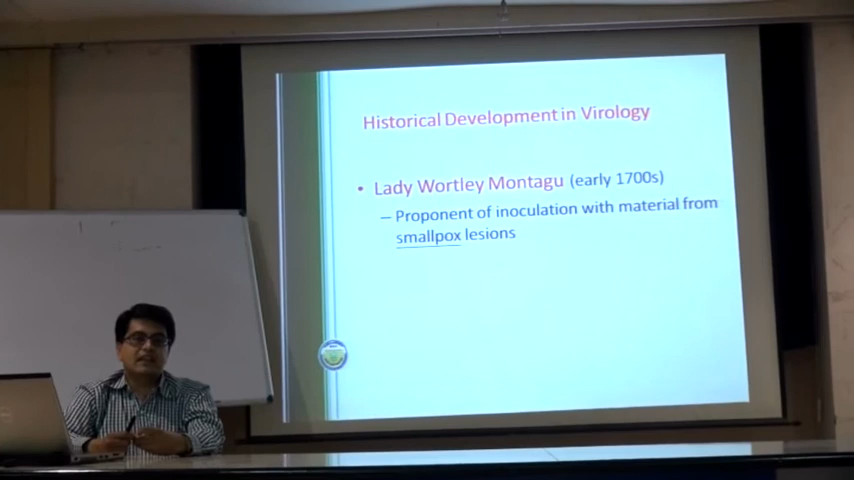 Historical Development in Virology
• Lady Wortley Montagu (early 1700s)
– Proponent of inoculation with material from
smallpox lesions